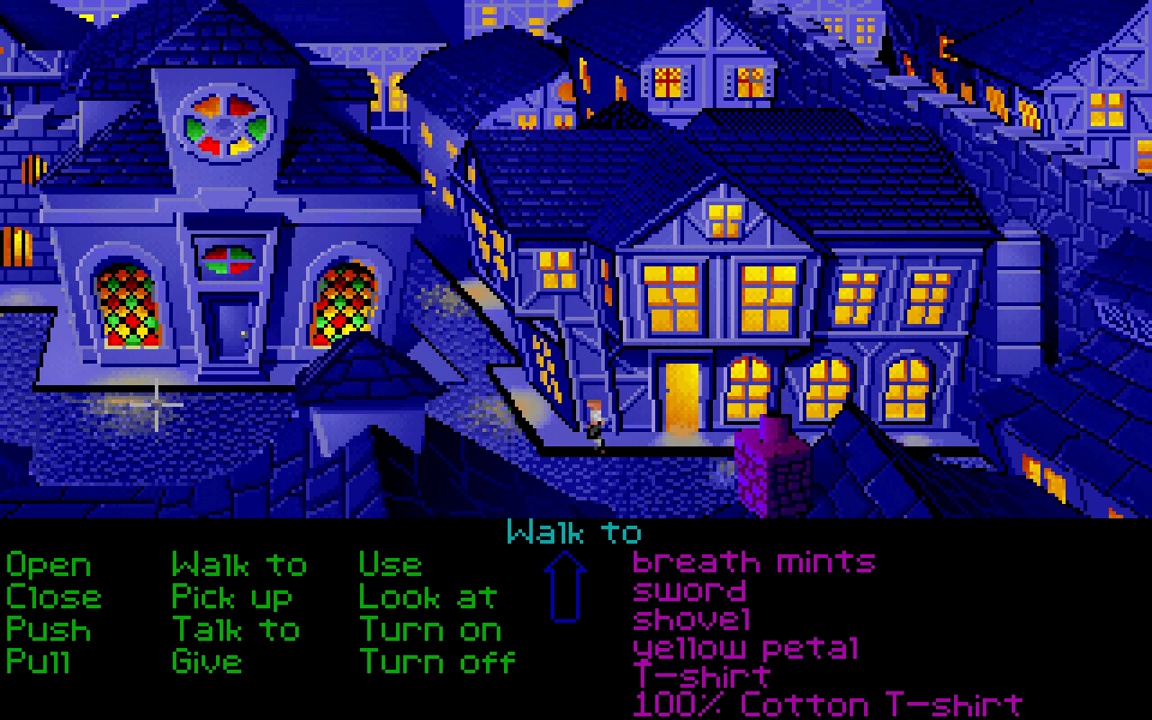 Walk to
Open Walk to Use
Close Pick up Look at
Push Talk to Turn on
Pull Give Turn off
breath mints
sword
shovel
yellow petal
T-shirt
100% Cotton T-shirt